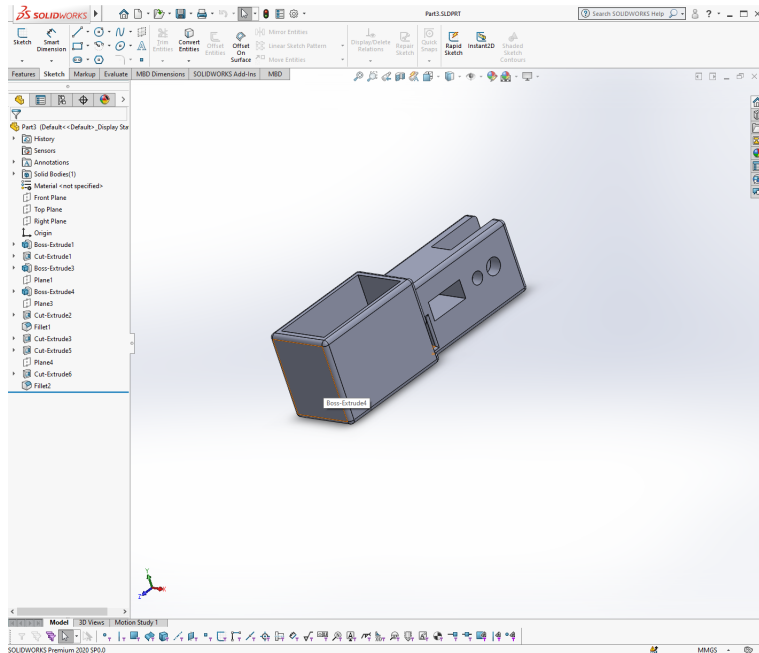 SOLIDWORKS
Part3.SLDPRT
Search SOLIDWORKS Help
Sketch
Smart Dimension
Trim Entities
Convert Entities
Offset Entities
Offset On Surface
Mirror Entities
Linear Sketch Pattern
Move Entities
Display/Delete Relations
Repair Sketch
Quick Snaps
Rapid Sketch
Instant2D
Shaded Sketch Contours
Features Sketch Markup Evaluate MBD Dimensions SOLIDWORKS Add-Ins MBD
Part3 (Default<<Default>_Display Sta
History
Sensors
Annotations
Solid Bodies(1)
Material <not specified>
Front Plane
Top Plane
Right Plane
Origin
Boss-Extrude1
Cut-Extrude1
Boss-Extrude3
Plane1
Boss-Extrude4
Plane3
Cut-Extrude2
Fillet1
Cut-Extrude3
Cut-Extrude5
Plane4
Cut-Extrude6
Fillet2
Boss-Extrude4
Y
X
Z
Model 3D Views Motion Study 1
SOLIDWORKS Premium 2020 SP0.0
MMGS